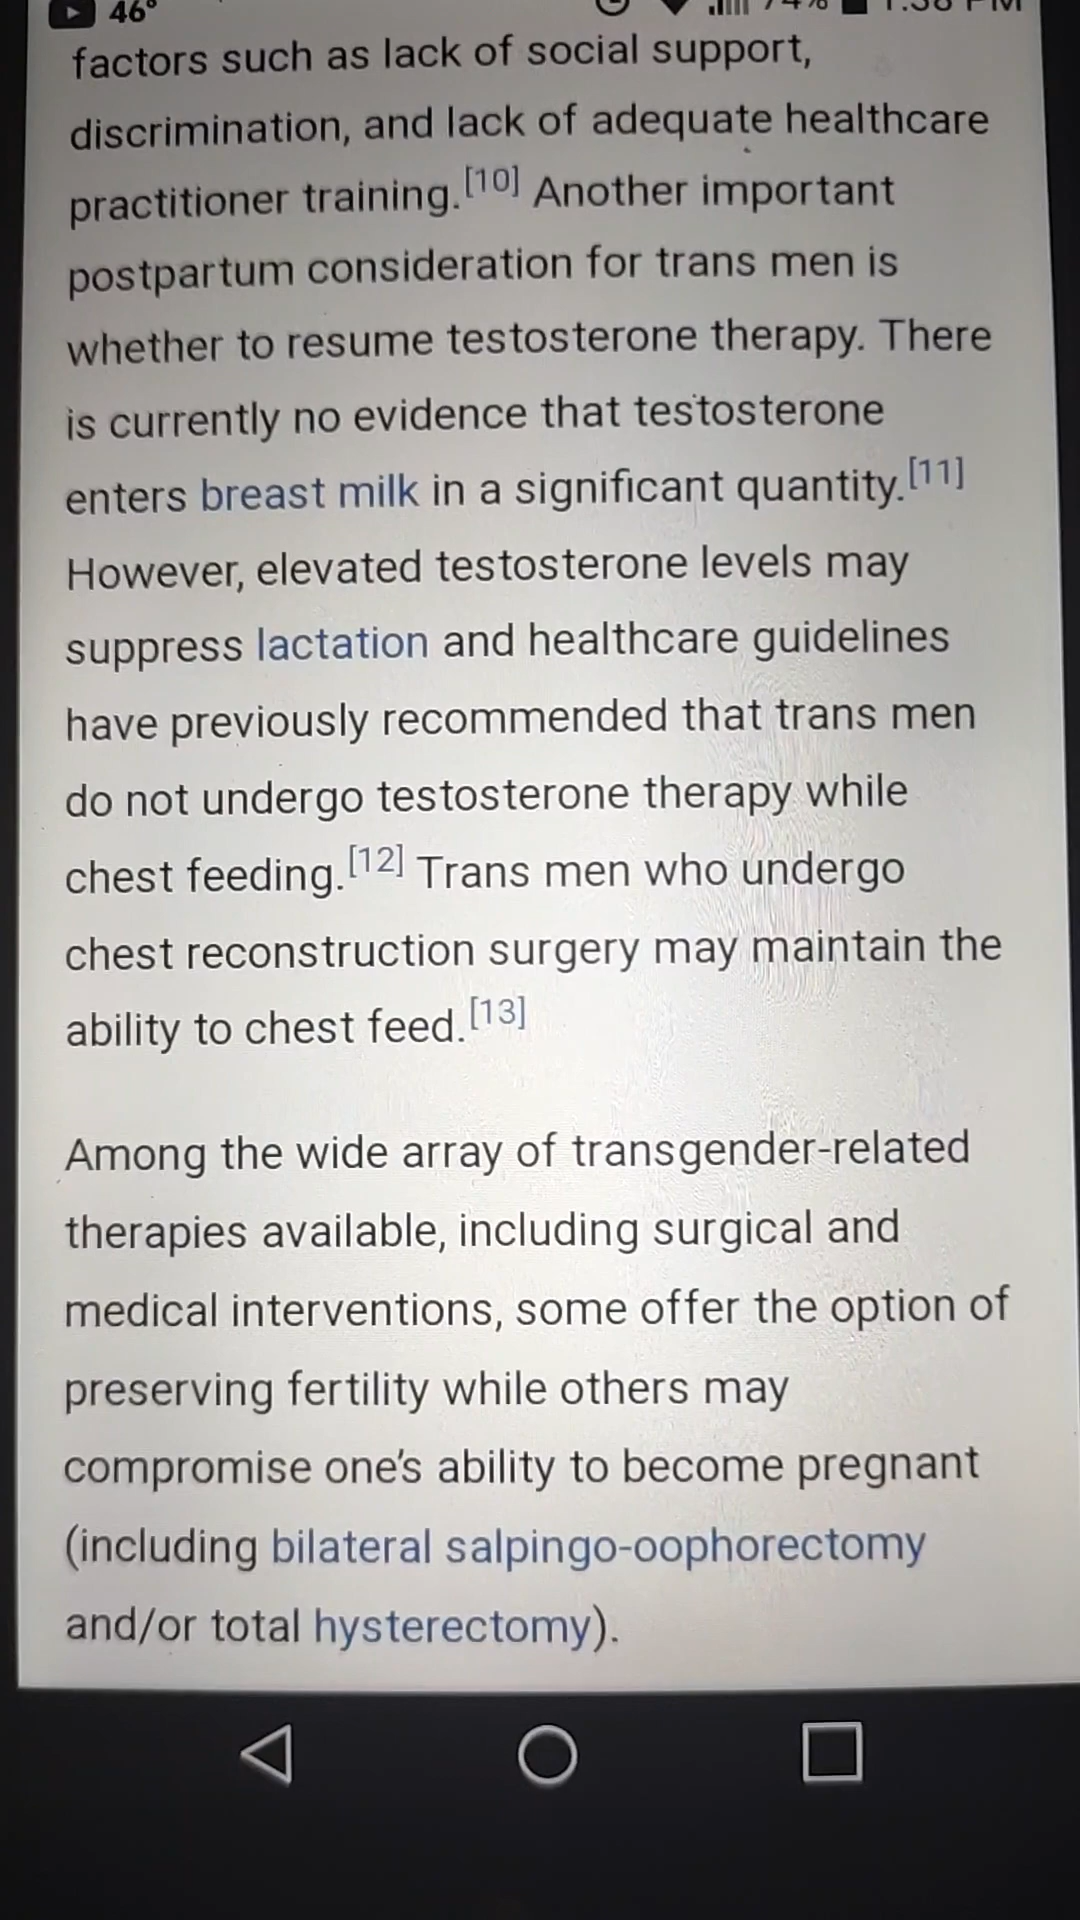 46°
factors such as lack of social support,
discrimination, and lack of adequate healthcare
practitioner training.[10] Another important
postpartum consideration for trans men is
whether to resume testosterone therapy. There
is currently no evidence that testosterone
enters breast milk in a significant quantity.[11]
However, elevated testosterone levels may
suppress lactation and healthcare guidelines
have previously recommended that trans men
do not undergo testosterone therapy while
chest feeding.[12] Trans men who undergo
chest reconstruction surgery may maintain the
ability to chest feed.[13]
Among the wide array of transgender-related
therapies available, including surgical and
medical interventions, some offer the option of
preserving fertility while others may
compromise one's ability to become pregnant
(including bilateral salpingo-oophorectomy
and/or total hysterectomy).